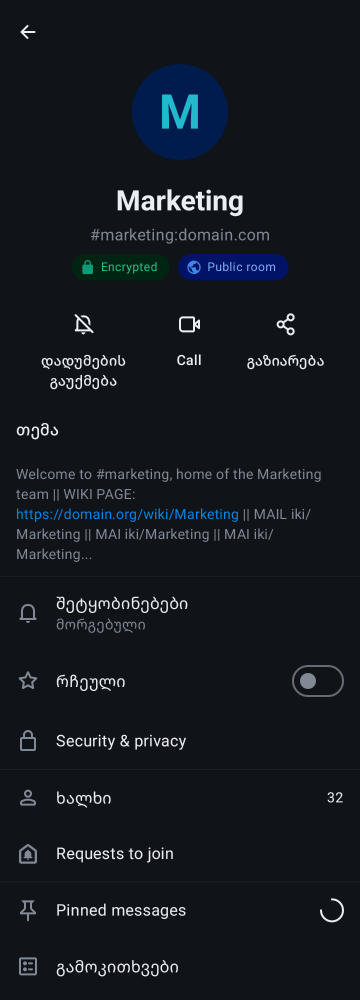 M
Marketing
#marketing:domain.com
Encrypted
Public room
დადუმების
გაუქმება
Call
გაზიარება
თემა
Welcome to #marketing, home of the Marketing
team || WIKI PAGE:
https://domain.org/wiki/Marketing || MAIL iki/
Marketing || MAI iki/Marketing || MAI iki/
Marketing...
შეტყობინებები
მორგებული
რჩეული
Security & privacy
ხალხი 32
Requests to join
Pinned messages
გამოკითხვები